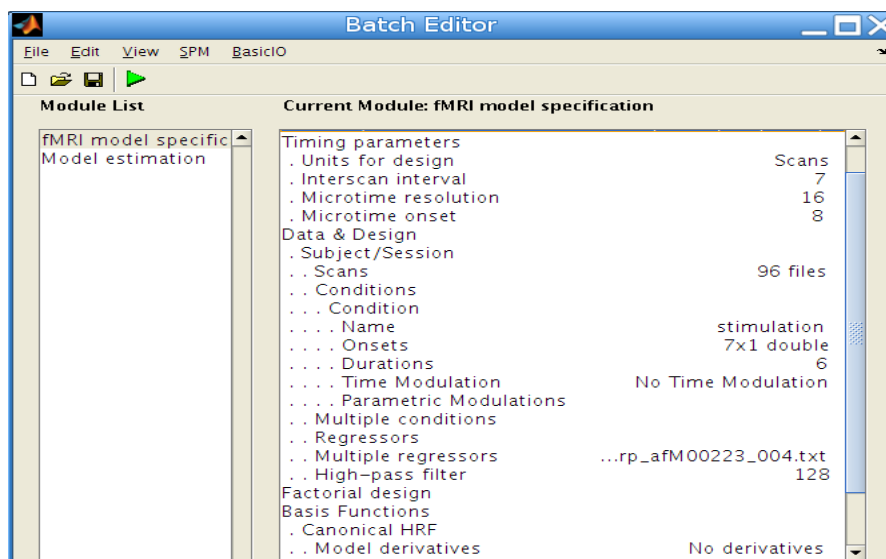 Batch Editor
File Edit View SPM BasicIO
Module List
Current Module: fMRI model specification
fMRI model specific
Model estimation
Timing parameters
. Units for design Scans
. Interscan interval 7
. Microtime resolution 16
. Microtime onset 8
Data & Design
. Subject/Session
. . Scans 96 files
. . Conditions
. . . Condition
. . . . Name stimulation
. . . . Onsets 7x1 double
. . . . Durations 6
. . . . Time Modulation No Time Modulation
. . . . Parametric Modulations
. . Multiple conditions
. . Regressors
. . Multiple regressors ...rp_afM00223_004.txt
. . High-pass filter 128
Factorial design
Basis Functions
. Canonical HRF
. . Model derivatives No derivatives